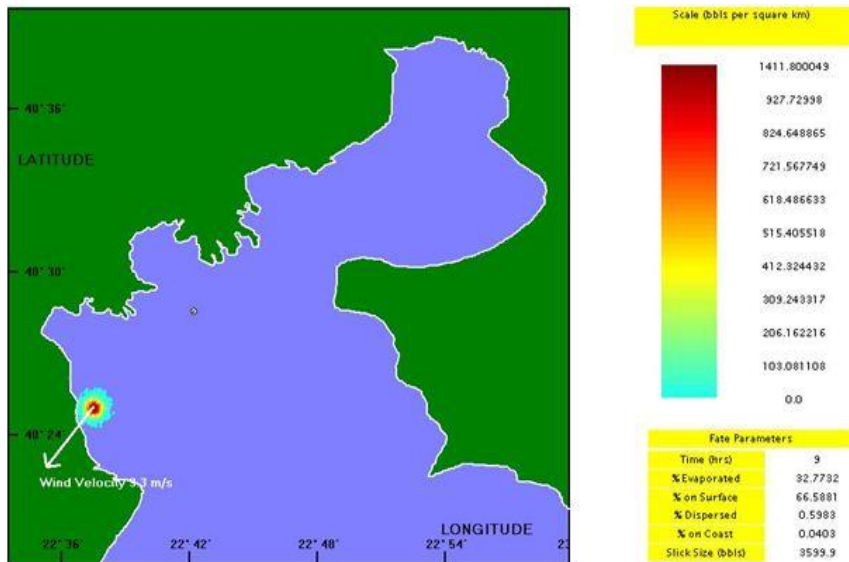 Scale (bbls per square km)
1411.800049
927.72998
824.648865
721.567749
618.486633
515.405518
412.324432
309.243317
206.162216
103.081108
0.0
40° 36'
LATITUDE
40° 30'
40° 24'
Wind Velocity 9.3 m/s
LONGITUDE
22° 36' 22° 42' 22° 48' 22° 54' 23
Fate Parameters
Time (hrs) 9
% Evaporated 32.7732
% on Surface 66.5881
% Dispersed 0.5983
% on Coast 0.0403
Slick Size (bbls) 3599.9